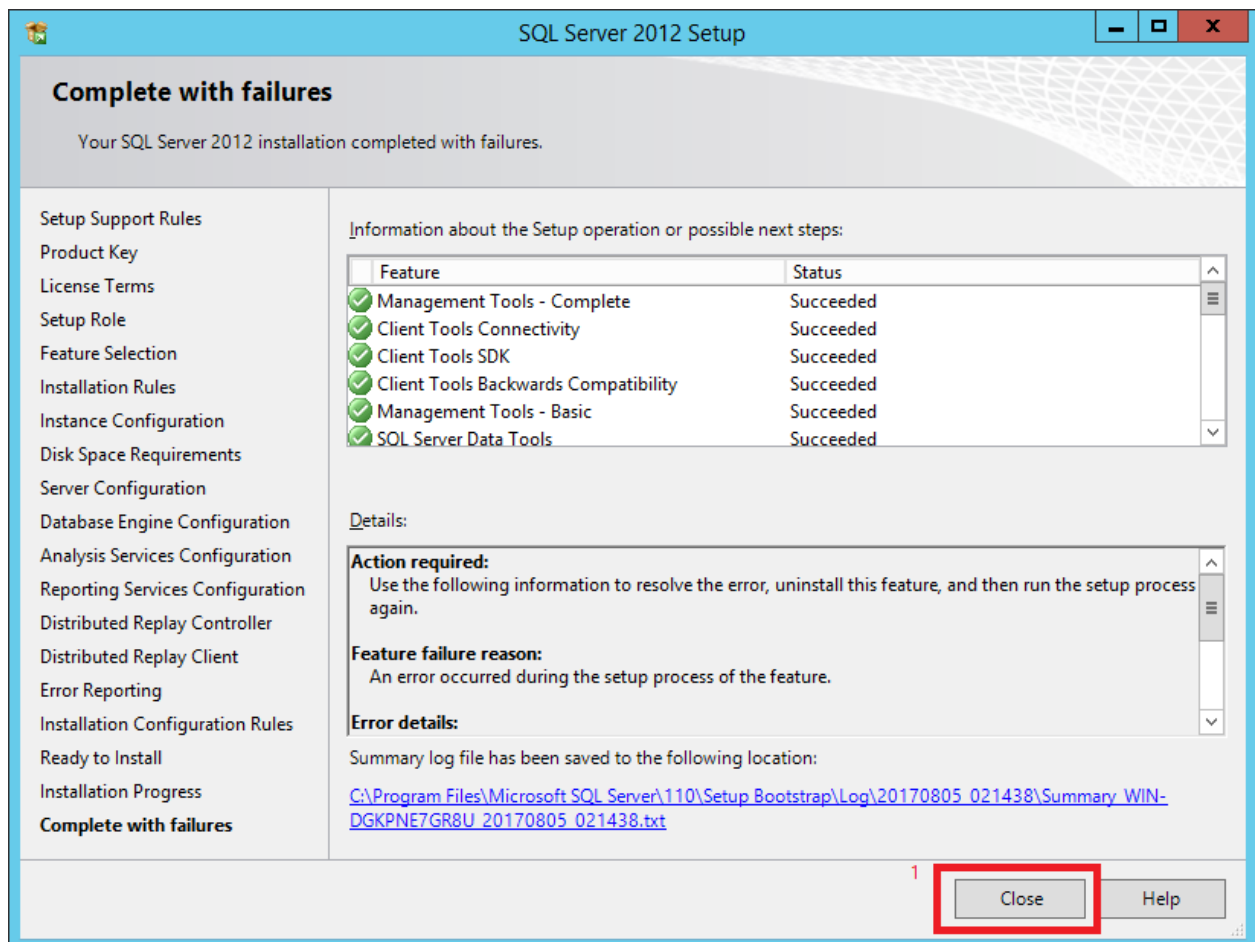 SQL Server 2012 Setup
Complete with failures
Your SQL Server 2012 installation completed with failures.
Setup Support Rules
Product Key
License Terms
Setup Role
Feature Selection
Installation Rules
Instance Configuration
Disk Space Requirements
Server Configuration
Database Engine Configuration
Analysis Services Configuration
Reporting Services Configuration
Distributed Replay Controller
Distributed Replay Client
Error Reporting
Installation Configuration Rules
Ready to Install
Installation Progress
Complete with failures
Information about the Setup operation or possible next steps:
Feature Status
Management Tools - Complete Succeeded
Client Tools Connectivity Succeeded
Client Tools SDK Succeeded
Client Tools Backwards Compatibility Succeeded
Management Tools - Basic Succeeded
SQL Server Data Tools Succeeded
Details:
Action required:
Use the following information to resolve the error, uninstall this feature, and then run the setup process
again.
Feature failure reason:
An error occurred during the setup process of the feature.
Error details:
Summary log file has been saved to the following location:
C:\Program Files\Microsoft SQL Server\110\Setup Bootstrap\Log\20170805_021438\Summary_WIN-
DGKPNE7GR8U_20170805_021438.txt
1
Close Help